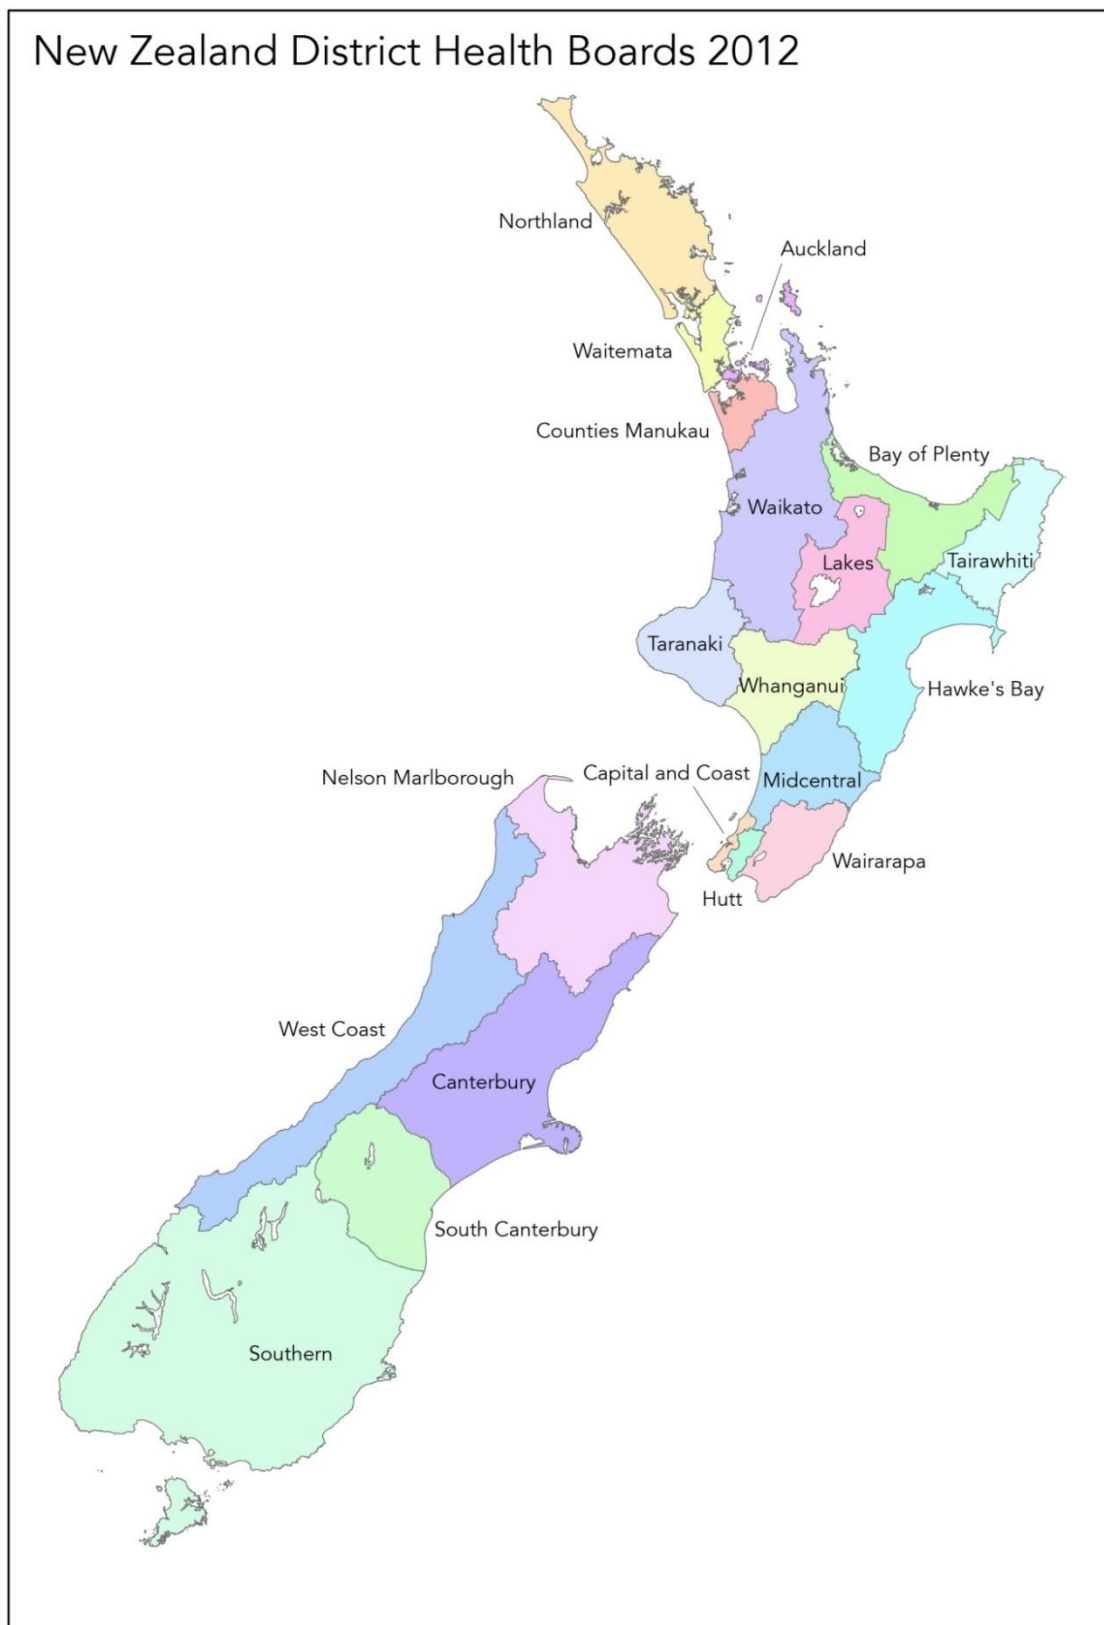 New Zealand District Health Boards 2012
Northland
Auckland
Waitemata
Counties Manukau
Bay of Plenty
Waikato
Lakes
Tairawhiti
Taranaki
Whanganui
Hawke's Bay
Capital and Coast
Nelson Marlborough
Midcentral
Wairarapa
Hutt
West Coast
Canterbury
South Canterbury
Southern